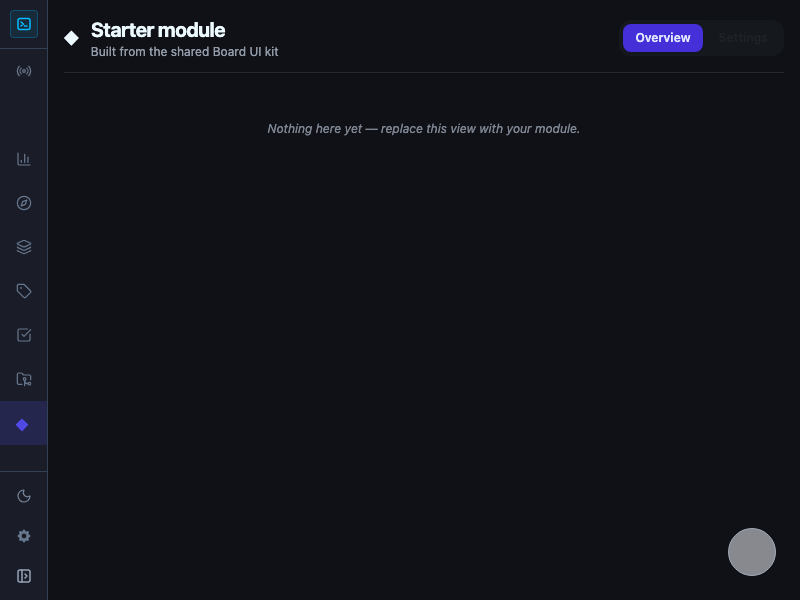 Starter module
Built from the shared Board UI kit
Overview
Settings
Nothing here yet — replace this view with your module.